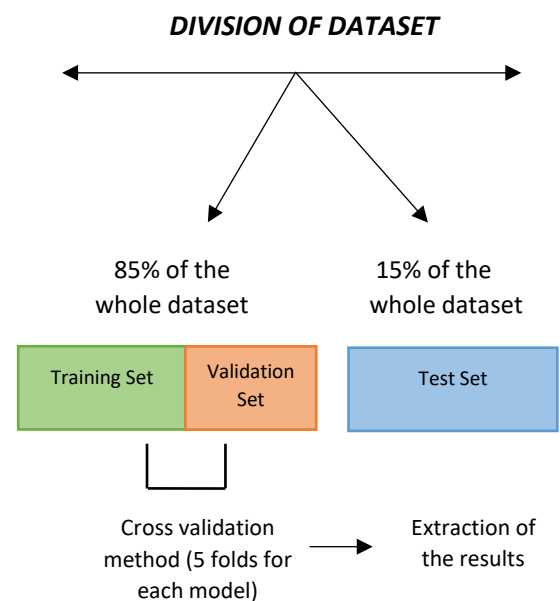 DIVISION OF DATASET
85% of the
whole dataset
15% of the
whole dataset
Training Set
Validation
Set
Test Set
Cross validation
method (5 folds for
each model)
Extraction of
the results